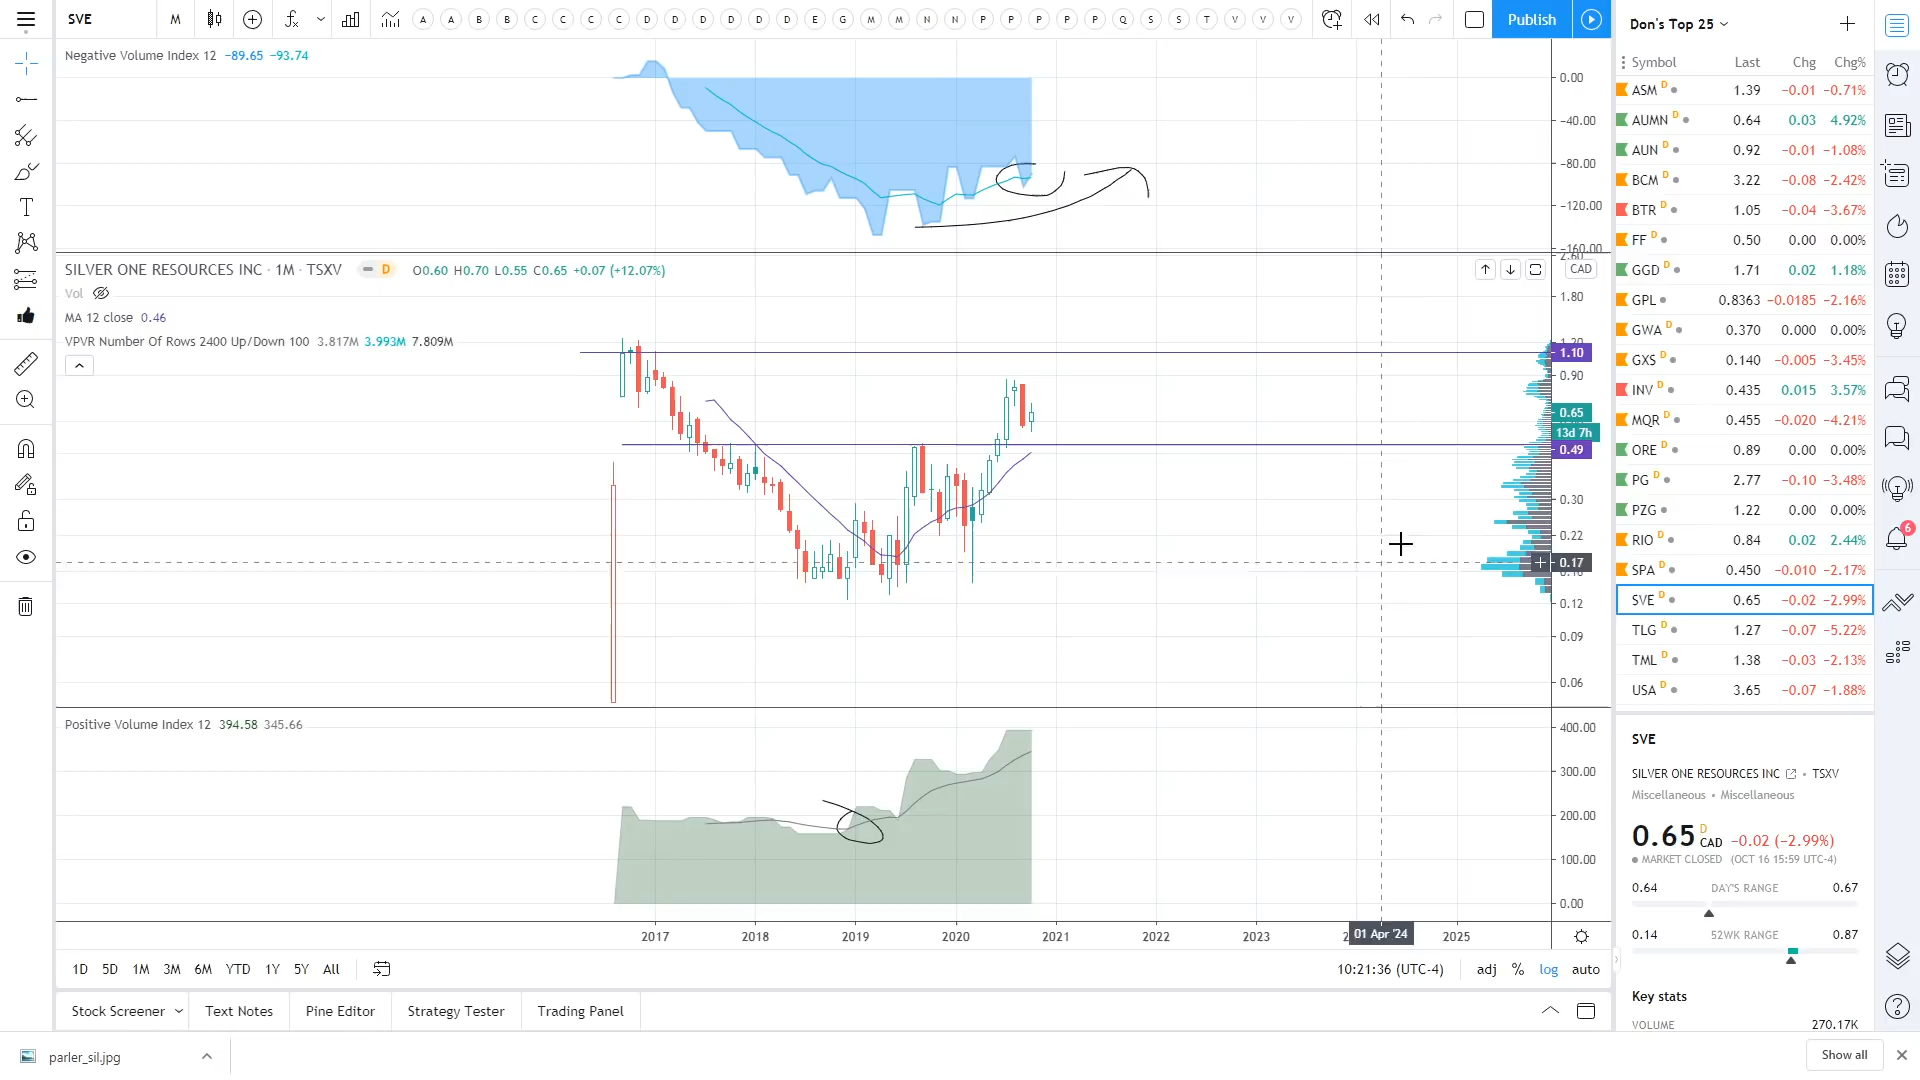 SVE M A A B B C C C C D D D D D D E G M M N N P P P P P Q S S T V V V Publish
Negative Volume Index 12 −89.65 −93.74
0.00
−40.00
−80.00
−120.00
−160.00
SILVER ONE RESOURCES INC · 1M · TSXV D O0.60 H0.70 L0.55 C0.65 +0.07 (+12.07%) CAD
Vol
MA 12 close 0.46
VPVR Number Of Rows 2400 Up/Down 100 3.817M 3.993M 7.809M
2.60
1.80
1.10
0.90
0.65
13d 7h
0.49
0.30
0.22
0.17
0.12
0.09
0.06
Positive Volume Index 12 394.58 345.66
400.00
300.00
200.00
100.00
0.00
2017 2018 2019 2020 2021 2022 2023 01 Apr '24 2025
1D 5D 1M 3M 6M YTD 1Y 5Y All 10:21:36 (UTC-4) adj % log auto
Stock Screener Text Notes Pine Editor Strategy Tester Trading Panel
parler_sil.jpg Show all
Don's Top 25
Symbol Last Chg Chg%
ASM D 1.39 −0.01 −0.71%
AUMN D 0.64 0.03 4.92%
AUN D 0.92 −0.01 −1.08%
BCM D 3.22 −0.08 −2.42%
BTR D 1.05 −0.04 −3.67%
FF D 0.50 0.00 0.00%
GGD D 1.71 0.02 1.18%
GPL 0.8363 −0.0185 −2.16%
GWA D 0.370 0.000 0.00%
GXS D 0.140 −0.005 −3.45%
INV D 0.435 0.015 3.57%
MQR D 0.455 −0.020 −4.21%
ORE D 0.89 0.00 0.00%
PG D 2.77 −0.10 −3.48%
PZG 1.22 0.00 0.00%
RIO D 0.84 0.02 2.44%
SPA D 0.450 −0.010 −2.17%
SVE D 0.65 −0.02 −2.99%
TLG D 1.27 −0.07 −5.22%
TML D 1.38 −0.03 −2.13%
USA D 3.65 −0.07 −1.88%
SVE
SILVER ONE RESOURCES INC • TSXV
Miscellaneous • Miscellaneous
0.65 D CAD −0.02 (−2.99%)
MARKET CLOSED (OCT 16 15:59 UTC-4)
0.64 DAY'S RANGE 0.67
0.14 52WK RANGE 0.87
Key stats
VOLUME 270.17K
6